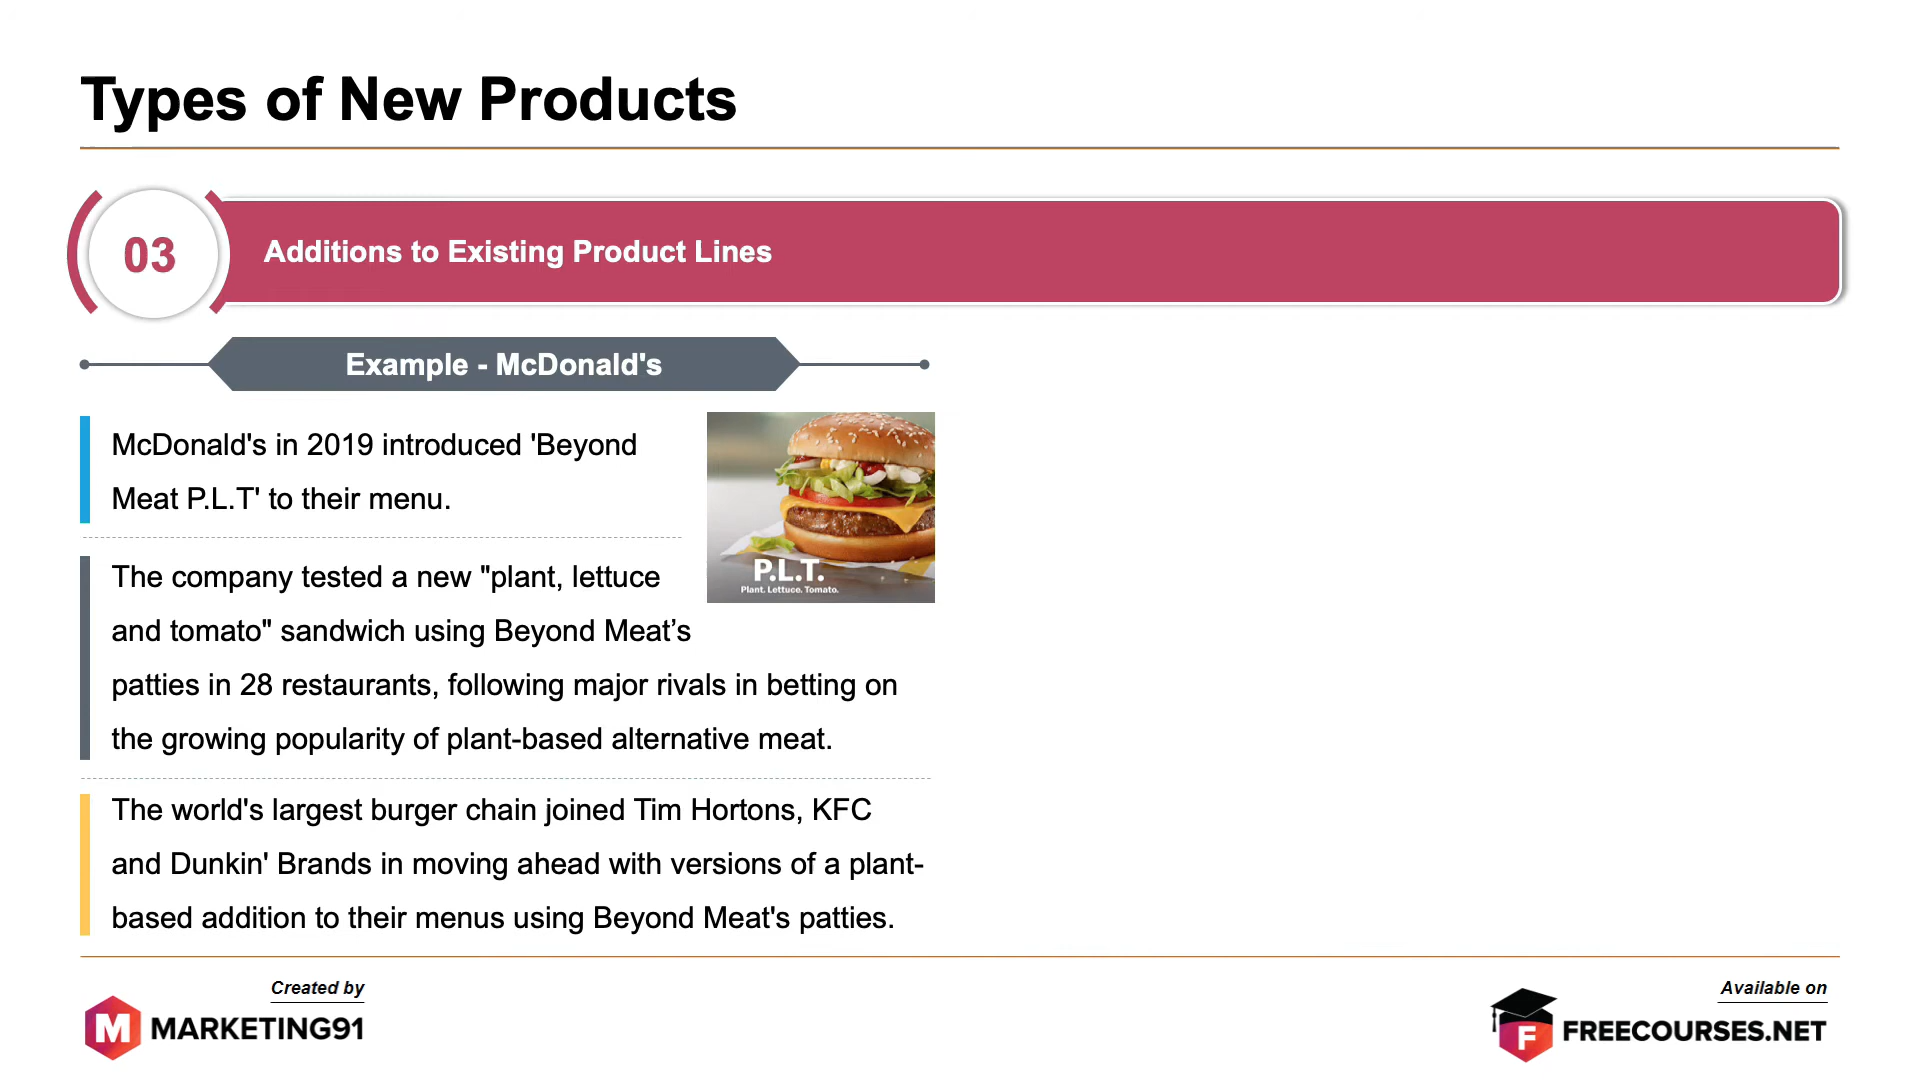 Types of New Products
03
Additions to Existing Product Lines
Example - McDonald's
McDonald's in 2019 introduced 'Beyond
Meat P.L.T' to their menu.
P.L.T.
Plant. Lettuce. Tomato.
The company tested a new "plant, lettuce
and tomato" sandwich using Beyond Meat’s
patties in 28 restaurants, following major rivals in betting on
the growing popularity of plant-based alternative meat.
The world's largest burger chain joined Tim Hortons, KFC
and Dunkin' Brands in moving ahead with versions of a plant-
based addition to their menus using Beyond Meat's patties.
Created by
M MARKETING91
Available on
F FREECOURSES.NET